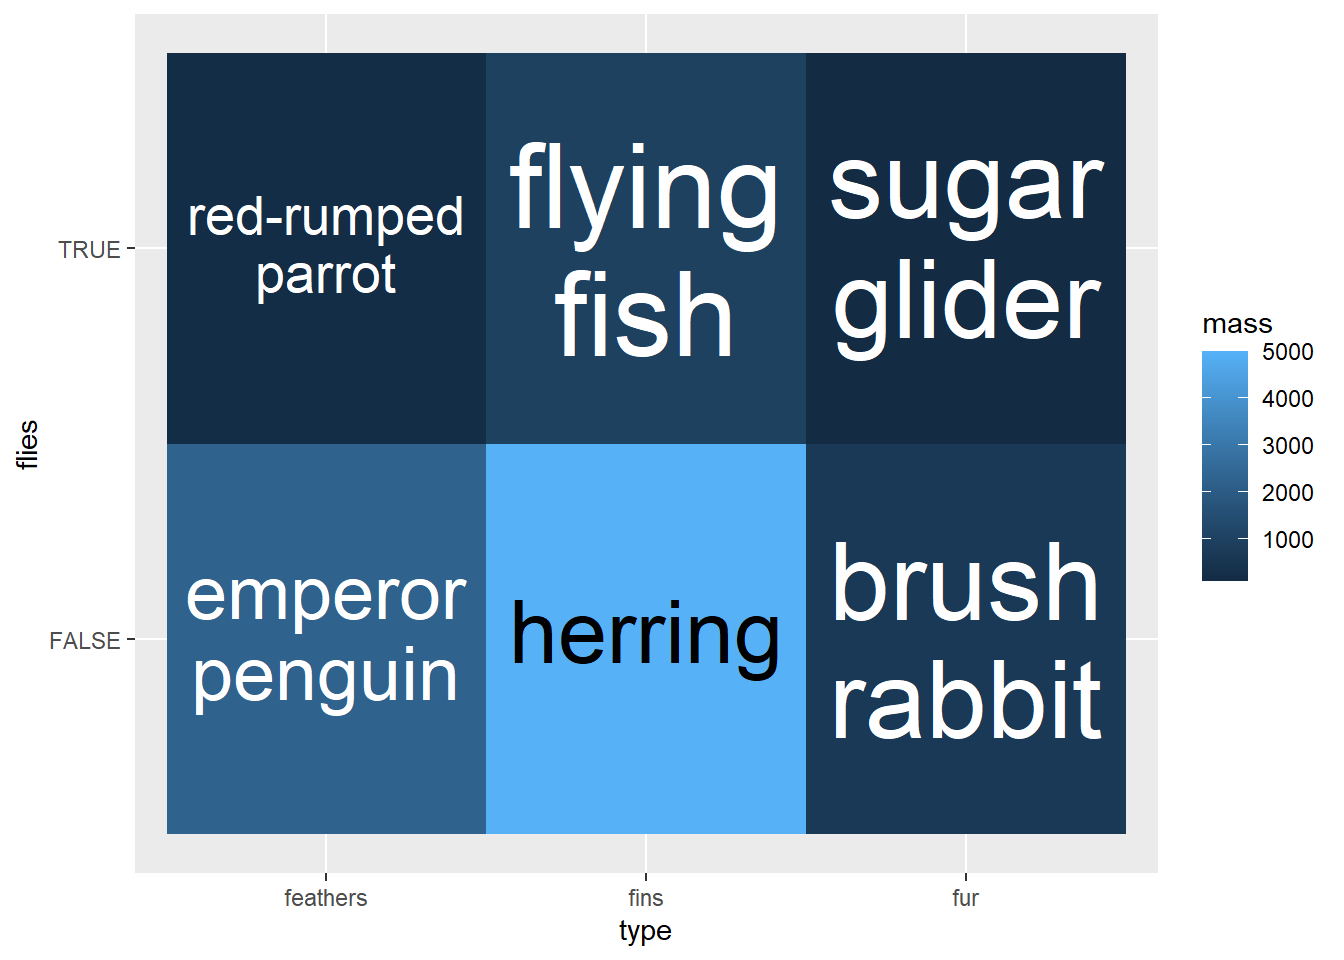 red-rumped
parrot
flying
fish
sugar
glider
emperor
penguin
herring
brush
rabbit
TRUE
FALSE
flies
feathers
fins
fur
type
mass
5000
4000
3000
2000
1000